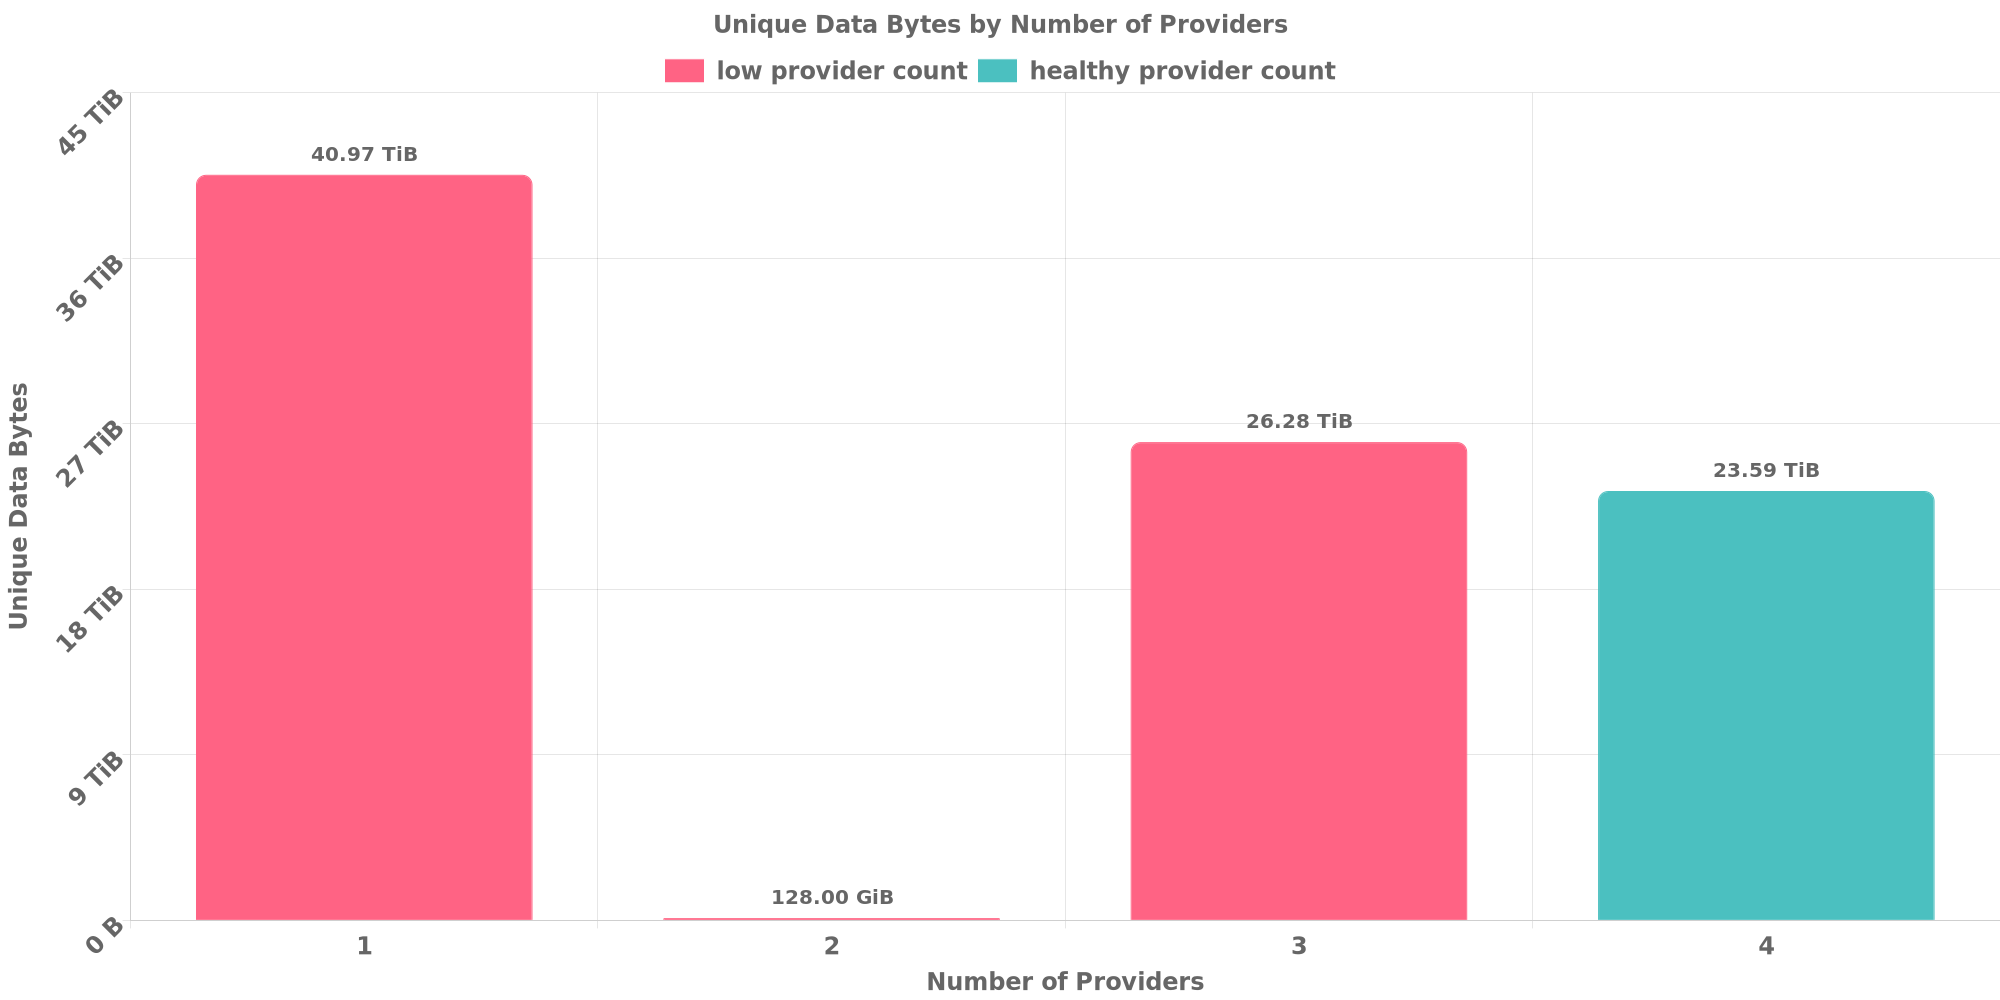 Unique Data Bytes by Number of Providers
low provider count healthy provider count
45 TiB
36 TiB
27 TiB
18 TiB
9 TiB
0 B
Unique Data Bytes
40.97 TiB
128.00 GiB
26.28 TiB
23.59 TiB
1 2 3 4
Number of Providers